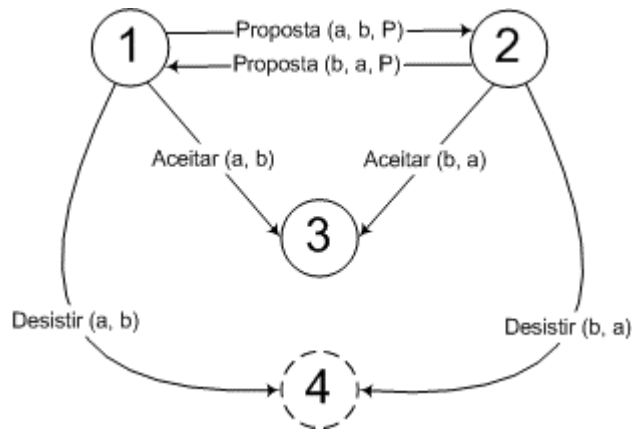 1
Proposta (a, b, P)
2
Proposta (b, a, P)
Aceitar (a, b)
Aceitar (b, a)
3
Desistir (a, b)
Desistir (b, a)
4